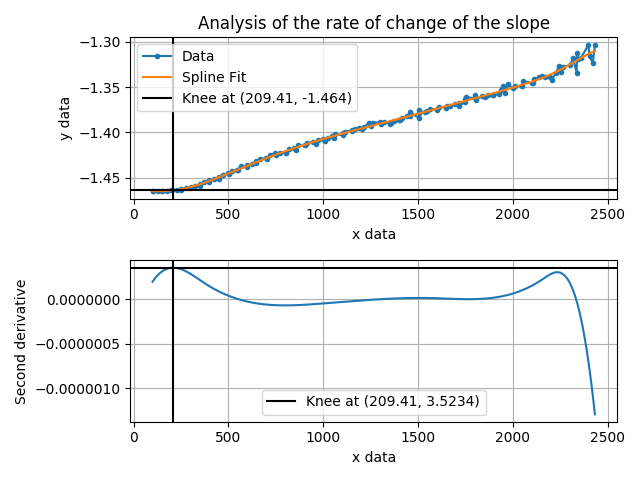 Analysis of the rate of change of the slope
−1.30
−1.35
−1.40
−1.45
y data
Data
Spline Fit
Knee at (209.41, -1.464)
0 500 1000 1500 2000 2500
x data
0.0000000
−0.0000005
−0.0000010
Second derivative
Knee at (209.41, 3.5234)
0 500 1000 1500 2000 2500
x data